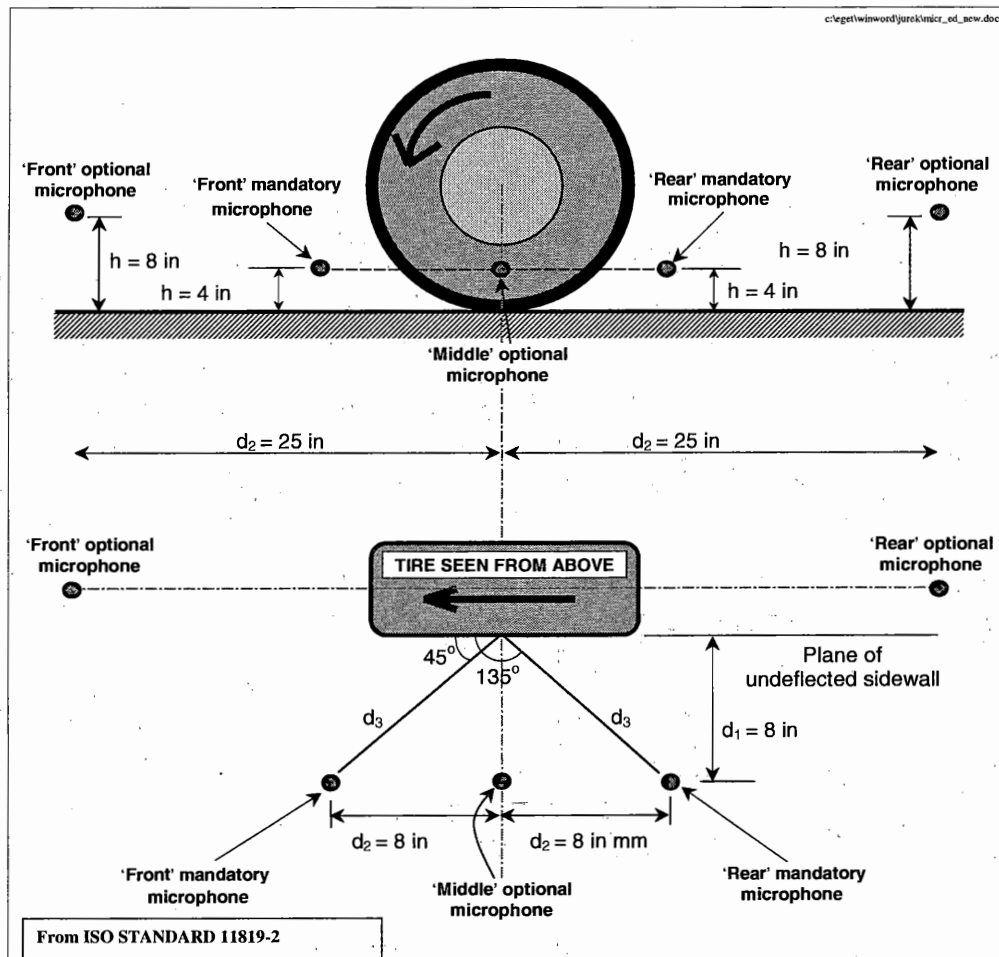 c:\eget\winword\jurek\micr_ed_new.doc
'Front' optional
microphone
'Front' mandatory
microphone
'Rear' mandatory
microphone
'Rear' optional
microphone
h = 8 in
h = 4 in
h = 4 in
h = 8 in
'Middle' optional
microphone
d₂ = 25 in
d₂ = 25 in
'Front' optional
microphone
TIRE SEEN FROM ABOVE
'Rear' optional
microphone
45°
135°
Plane of
undeflected sidewall
d₃
d₃
d₁ = 8 in
d₂ = 8 in
d₂ = 8 in mm
'Front' mandatory
microphone
'Middle' optional
microphone
'Rear' mandatory
microphone
From ISO STANDARD 11819-2